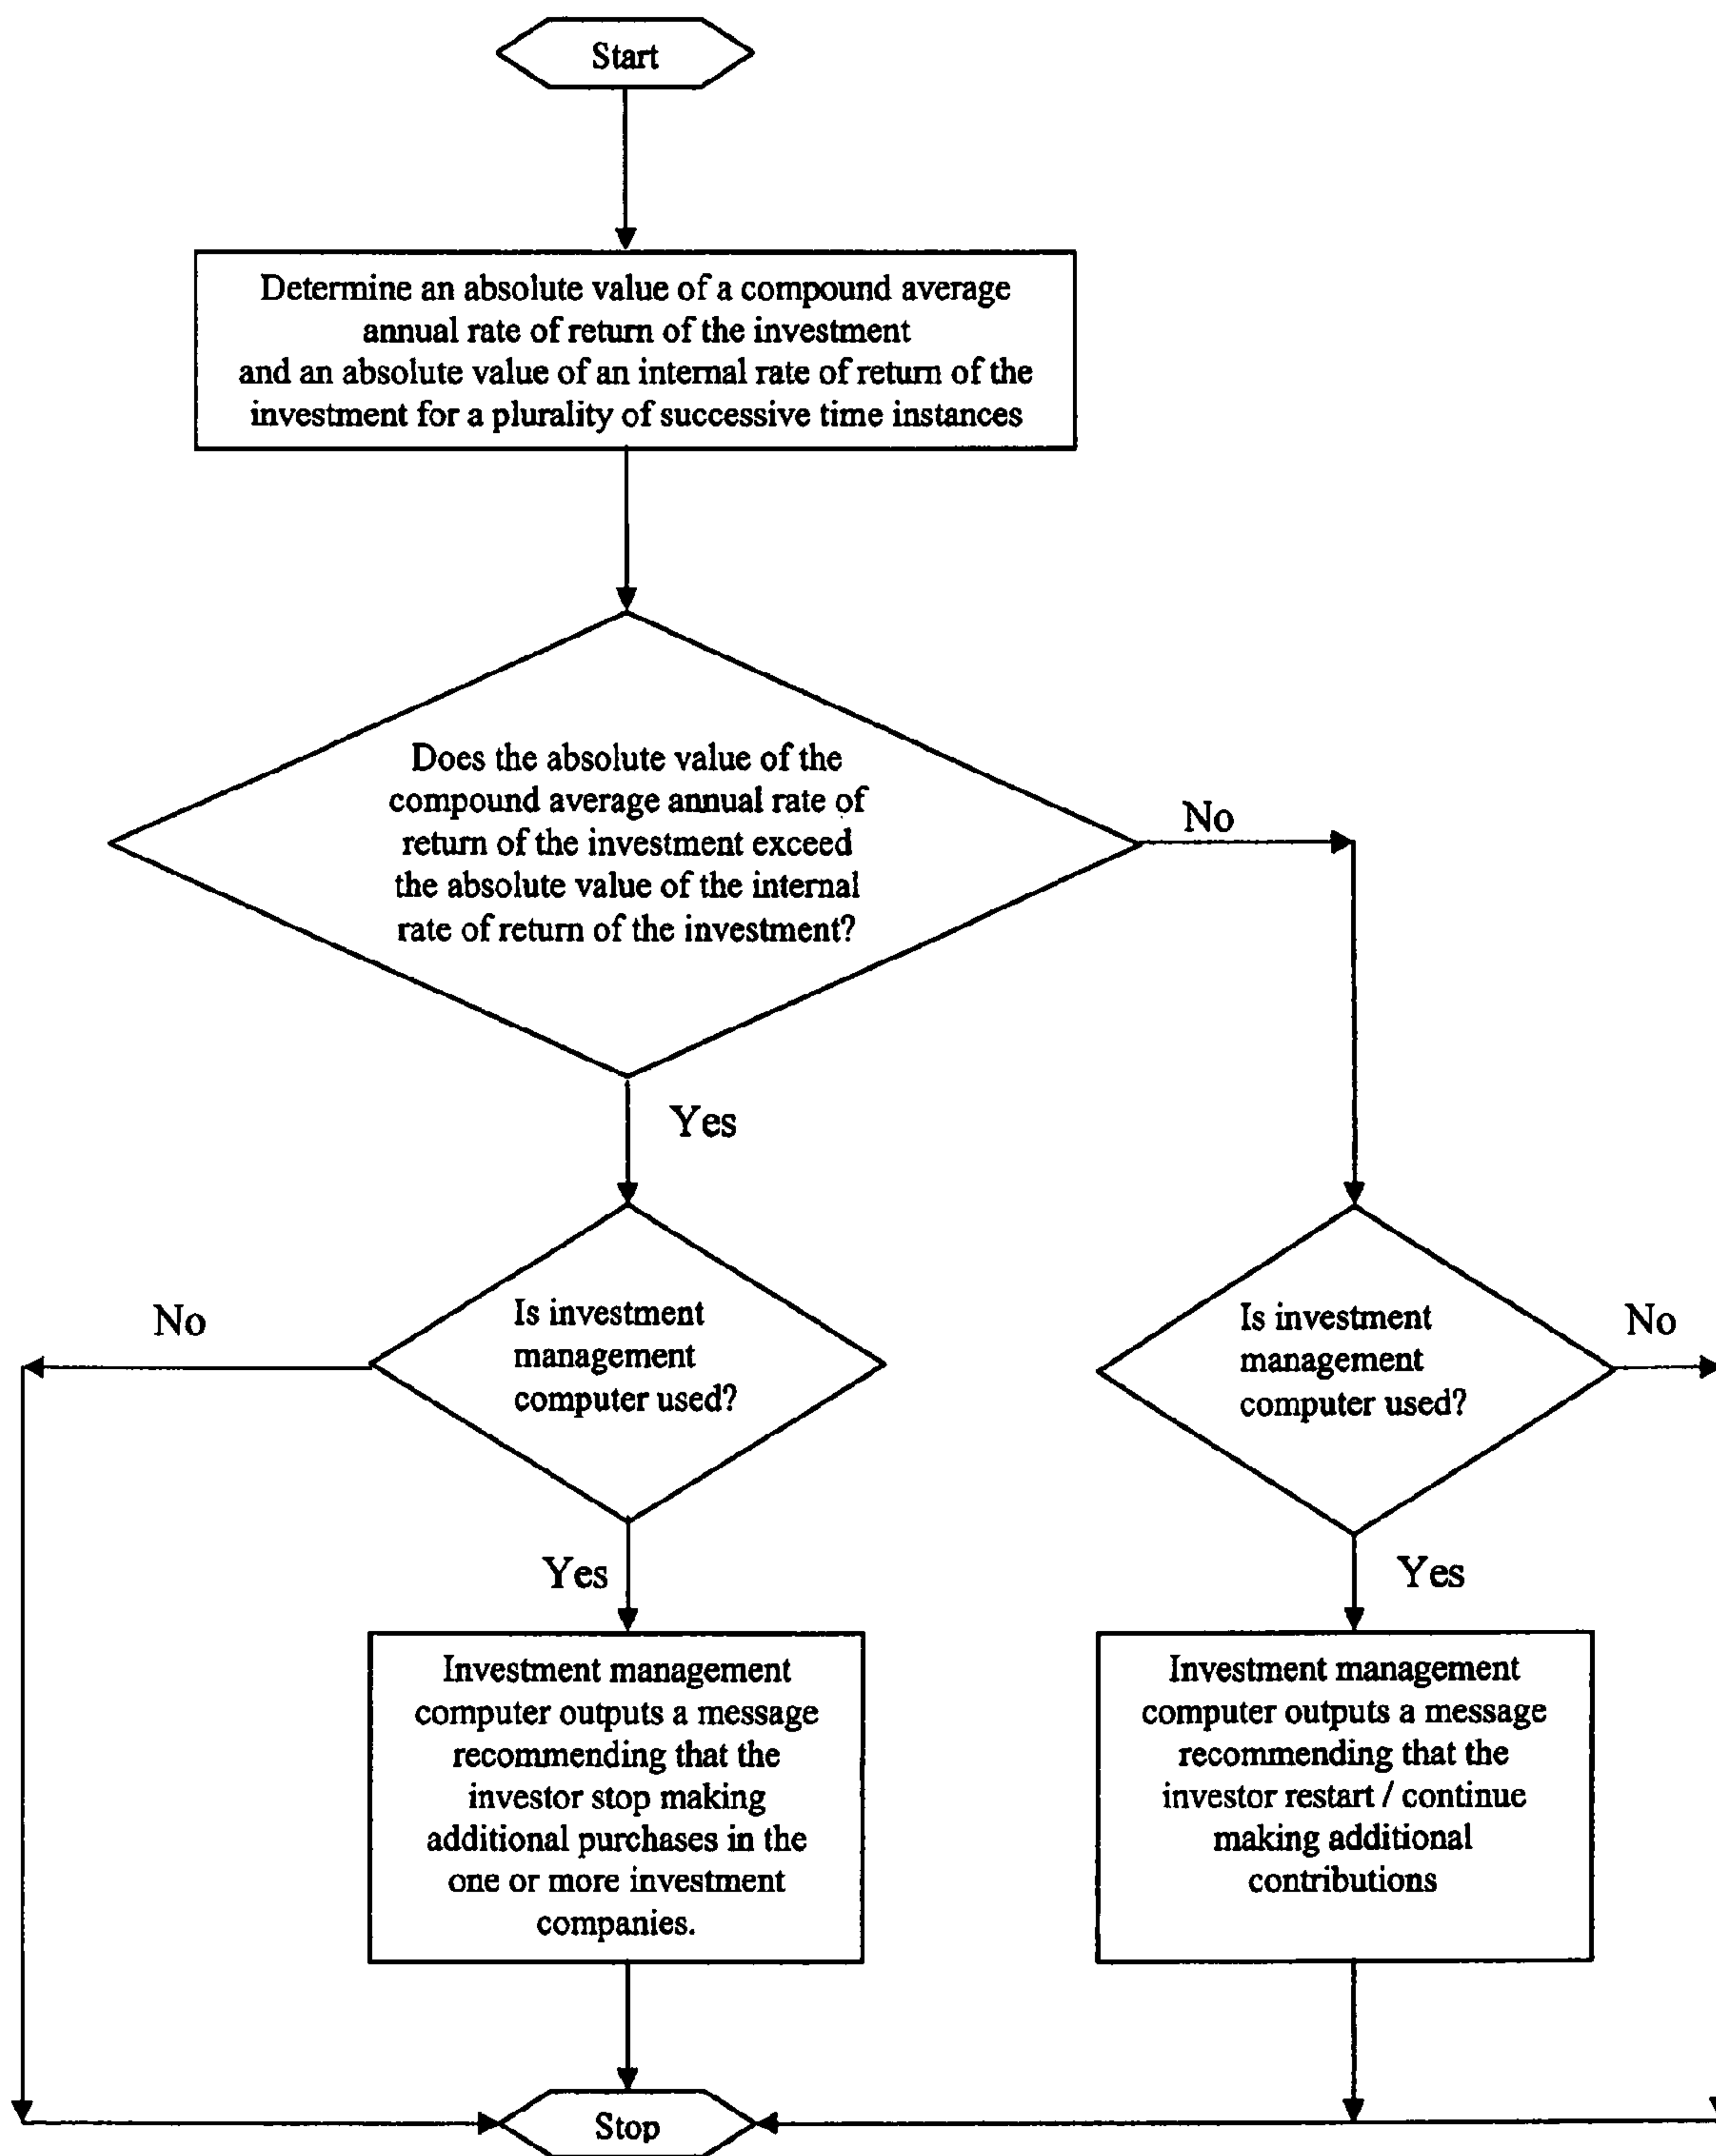 Start
Determine an absolute value of a compound average
annual rate of return of the investment
and an absolute value of an internal rate of return of the
investment for a plurality of successive time instances
Does the absolute value of the
compound average annual rate of
return of the investment exceed
the absolute value of the internal
rate of return of the investment?
No
Yes
No
Is investment
management
computer used?
Is investment
management
computer used?
No
Yes
Yes
Investment management
computer outputs a message
recommending that the
investor stop making
additional purchases in the
one or more investment
companies.
Investment management
computer outputs a message
recommending that the
investor restart / continue
making additional
contributions
Stop